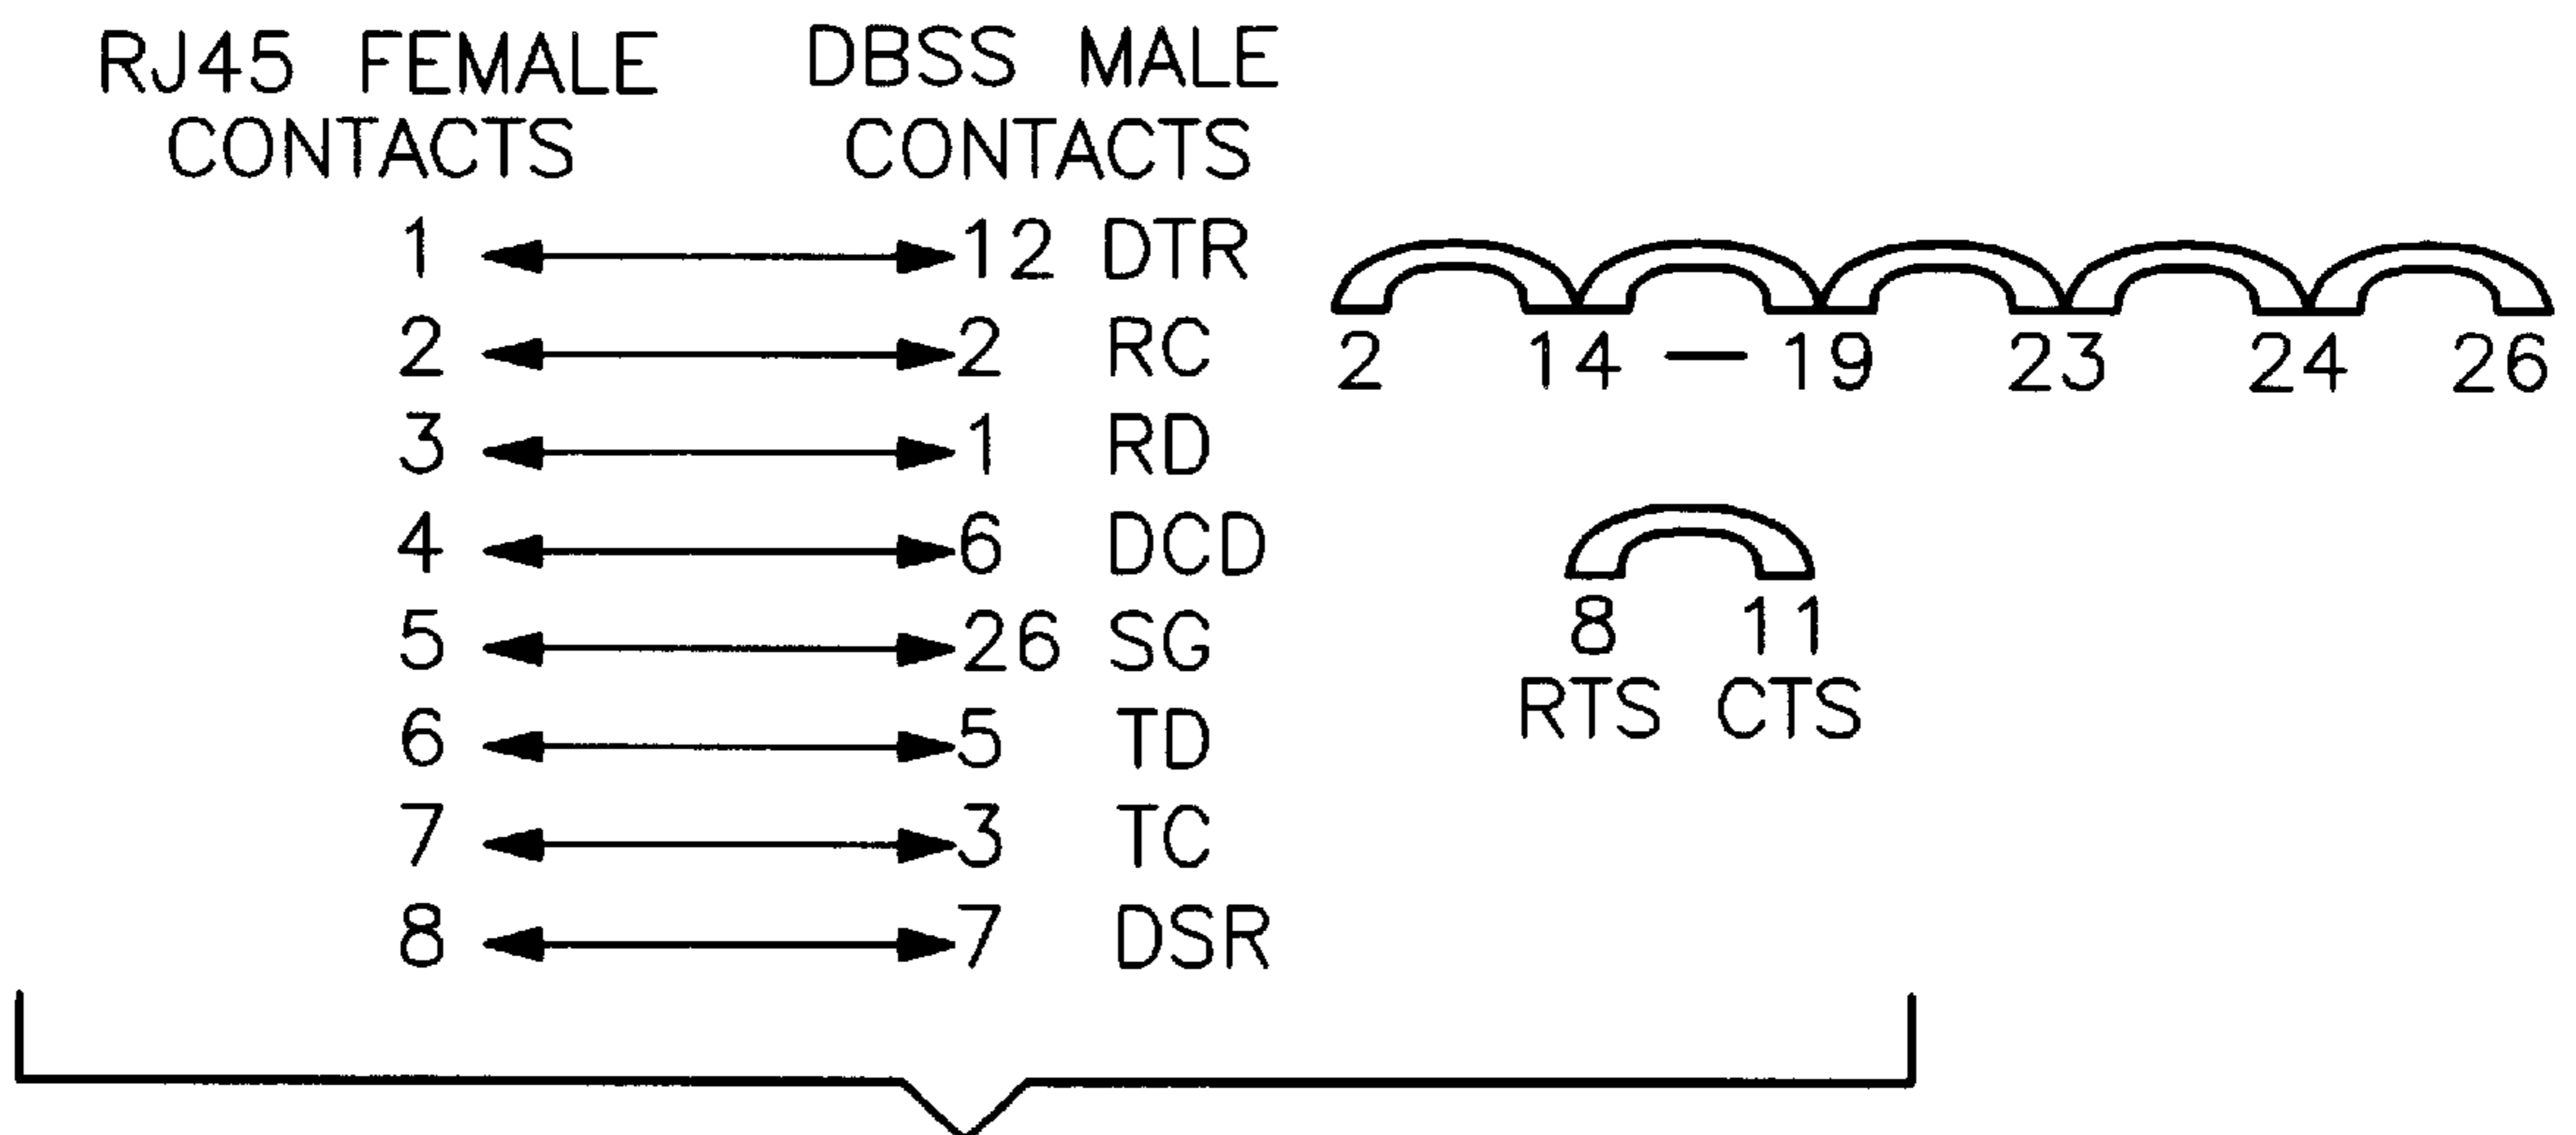 RJ45 FEMALE CONTACTS
DBSS MALE CONTACTS
1 12 DTR
2 2 RC
3 1 RD
4 6 DCD
5 26 SG
6 5 TD
7 3 TC
8 7 DSR
2 14 — 19 23 24 26
8 11
RTS CTS